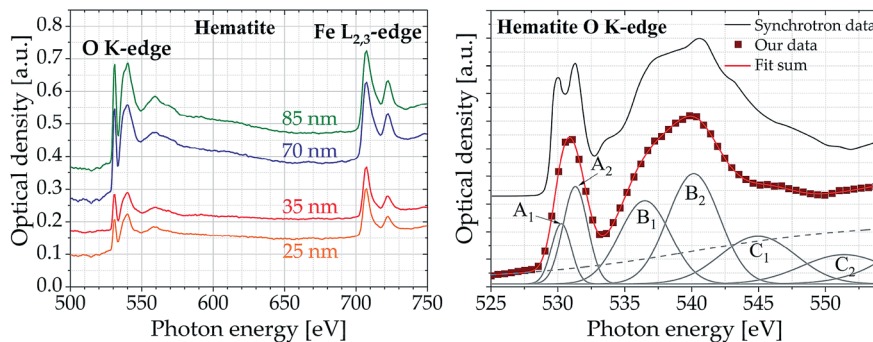 Hematite
O K-edge
Fe L2,3-edge
85 nm
70 nm
35 nm
25 nm
0.8
0.7
0.6
0.5
0.4
0.3
0.2
0.1
0.0
500 550 600 650 700 750
Photon energy [eV]
Optical density [a.u.]
Hematite O K-edge
Synchrotron data
Our data
Fit sum
A1
A2
B1
B2
C1
C2
525 530 535 540 545 550
Photon energy [eV]
Optical density [a.u.]